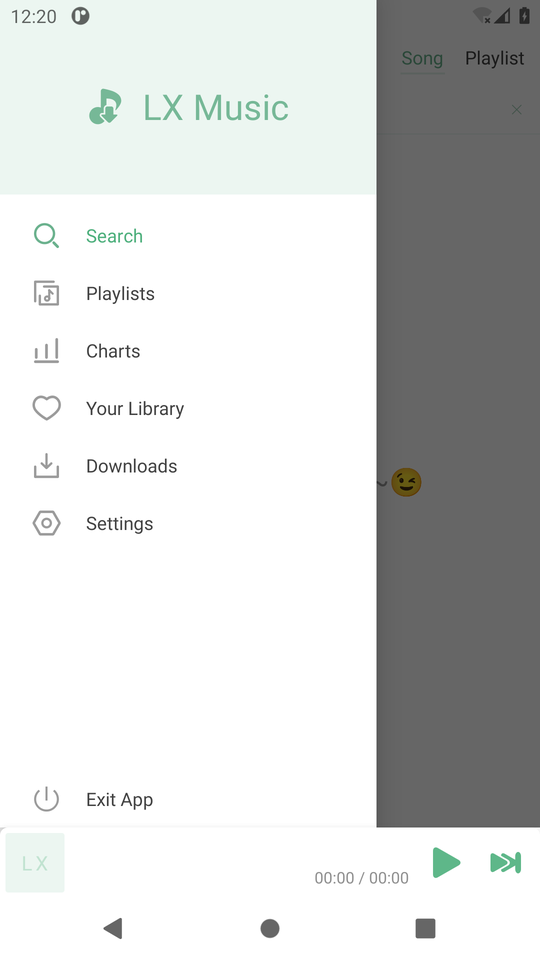 12:20
Song Playlist
LX Music
Search
Playlists
Charts
Your Library
Downloads
Settings
Exit App
LX
00:00 / 00:00